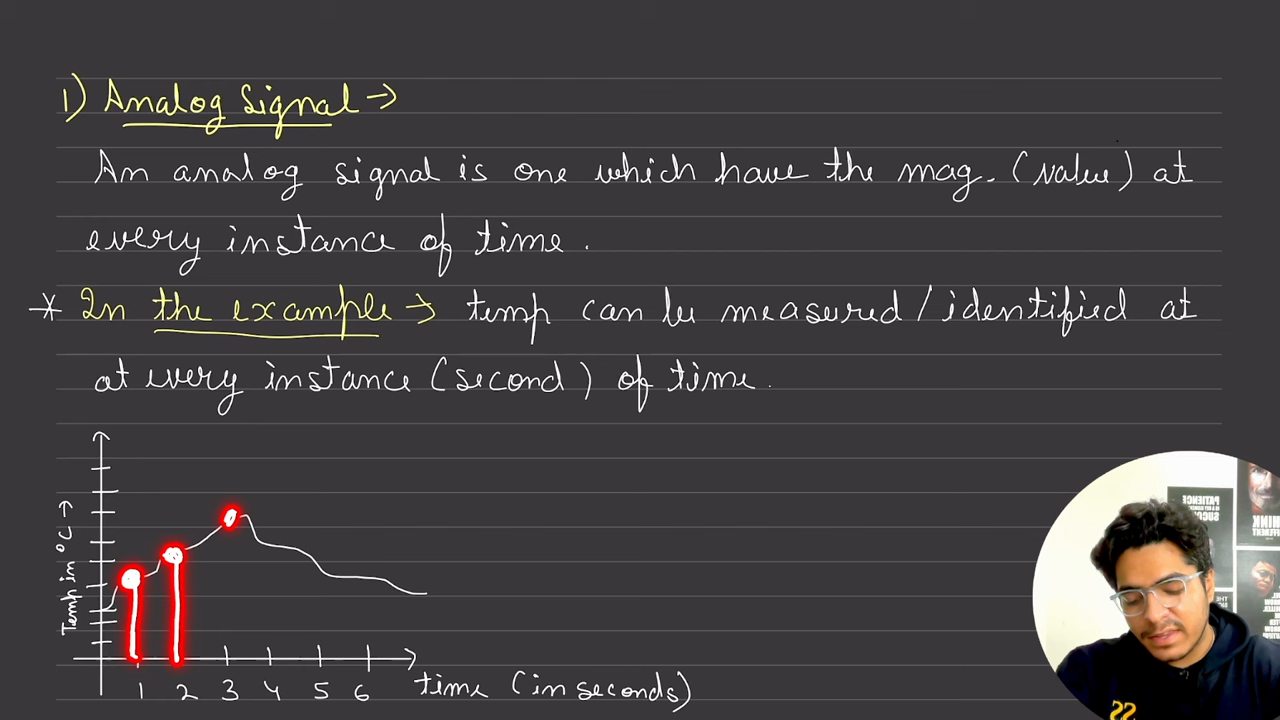 1) Analog Signal →
An analog signal is one which have the mag. (value) at
every instance of time.
* In the example → temp can be measured / identified at
at every instance (second) of time.
Temp in °C →
1 2 3 4 5 6 time (in seconds)
PATIENCE
THINK